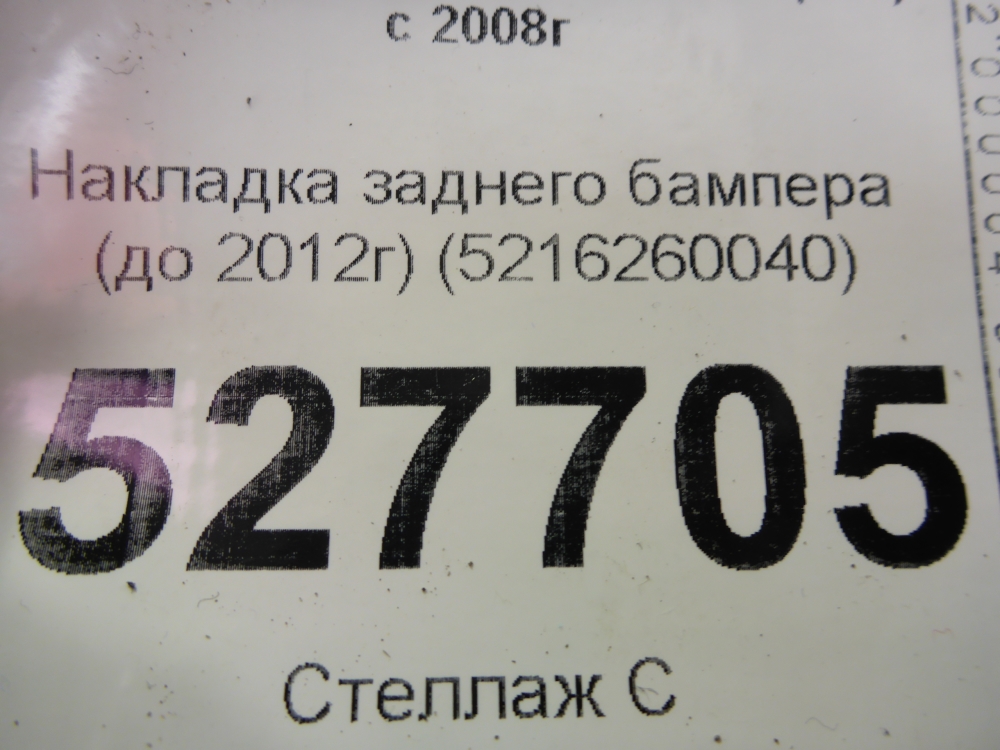 с 2008г
Накладка заднего бампера
(до 2012г) (5216260040)
527705
Стеллаж С